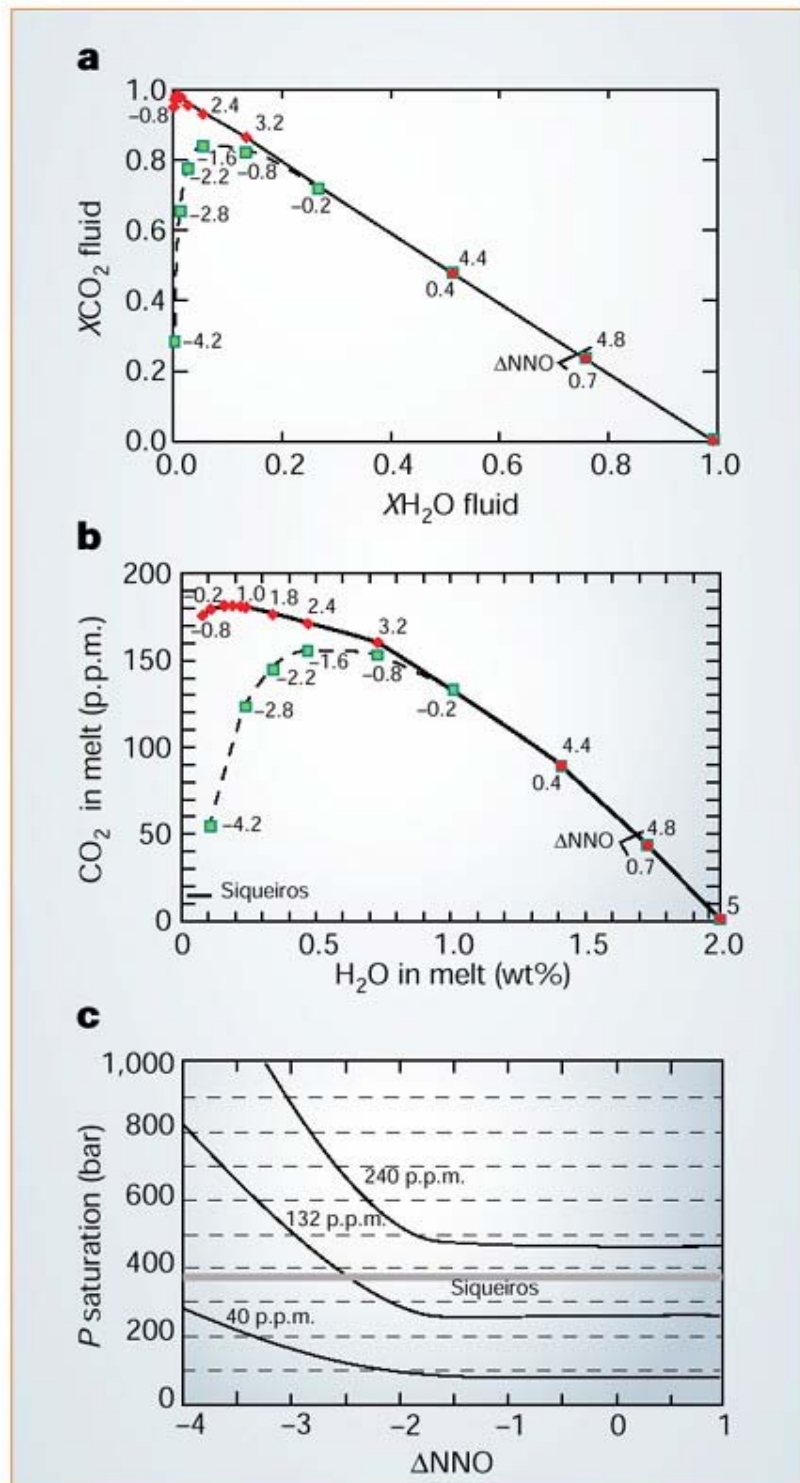 a
1.0
0.8
0.6
0.4
0.2
0.0
XCO₂ fluid
−0.8
2.4
3.2
−1.6
−0.8
−2.2
−2.8
−4.2
−0.2
4.4
0.4
4.8
ΔNNO
0.7
0.0 0.2 0.4 0.6 0.8 1.0
XH₂O fluid
b
200
150
100
50
0
CO₂ in melt (p.p.m.)
1.0 1.8
−0.8
2.4
3.2
−1.6
−0.8
−2.2
−2.8
−4.2
−0.2
4.4
0.4
4.8
ΔNNO
0.7
5
Siqueiros
0 0.5 1.0 1.5 2.0
H₂O in melt (wt%)
c
1,000
800
600
400
200
0
P saturation (bar)
240 p.p.m.
132 p.p.m.
Siqueiros
40 p.p.m.
−4 −3 −2 −1 0 1
ΔNNO